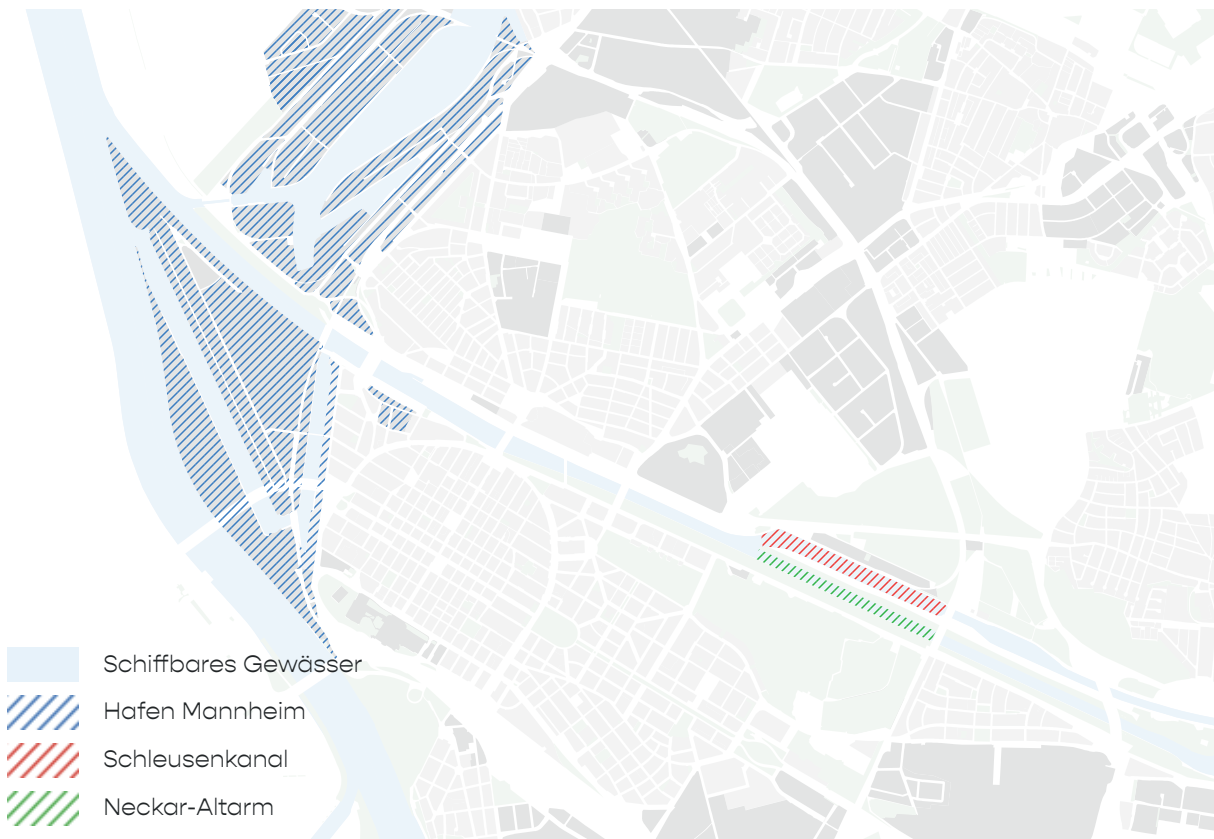 Schiffbares Gewässer
Hafen Mannheim
Schleusenkanal
Neckar-Altarm